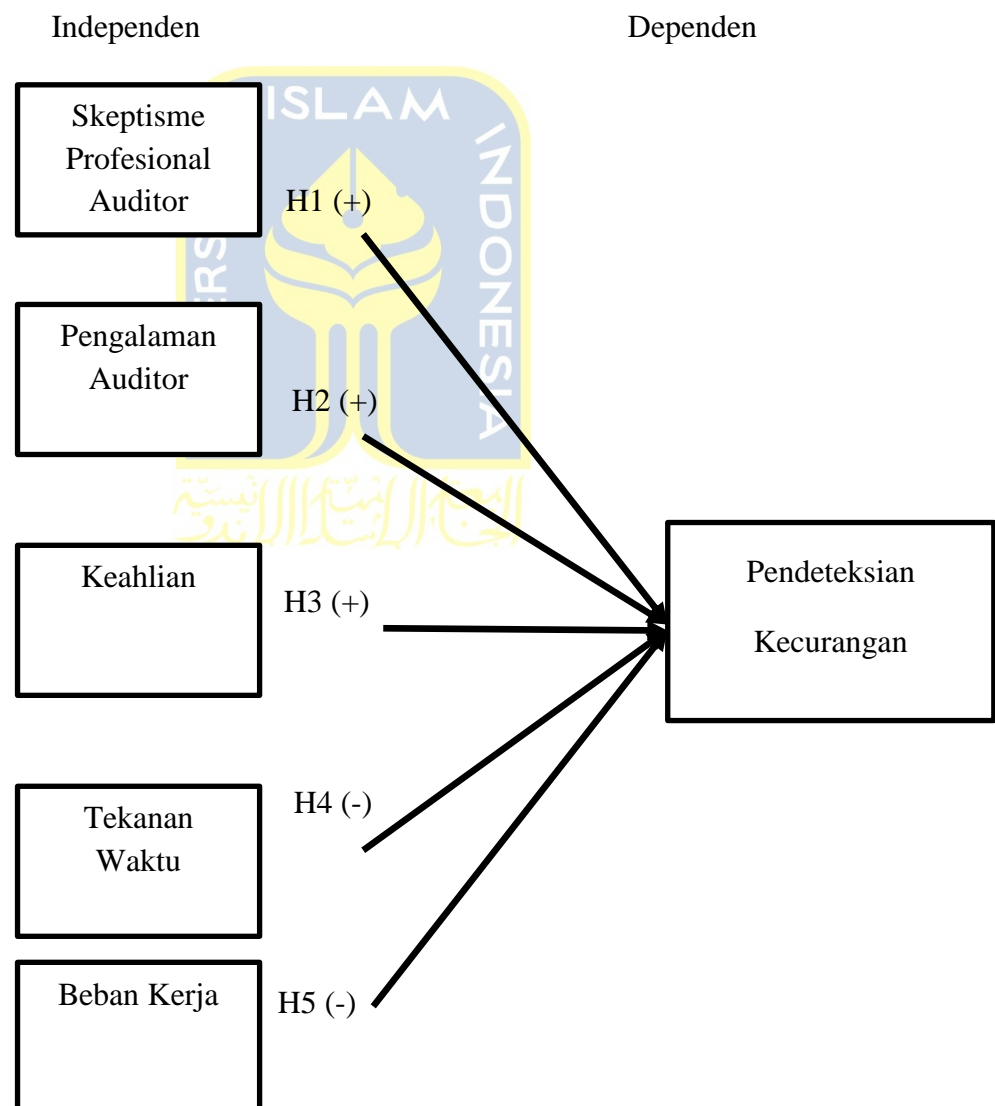 Independen
Dependen
ISLAM
INDONESIA
Skeptisme
Profesional
Auditor
H1 (+)
Pengalaman
Auditor
H2 (+)
Keahlian
H3 (+)
Pendeteksian
Kecurangan
Tekanan
Waktu
H4 (-)
Beban Kerja
H5 (-)